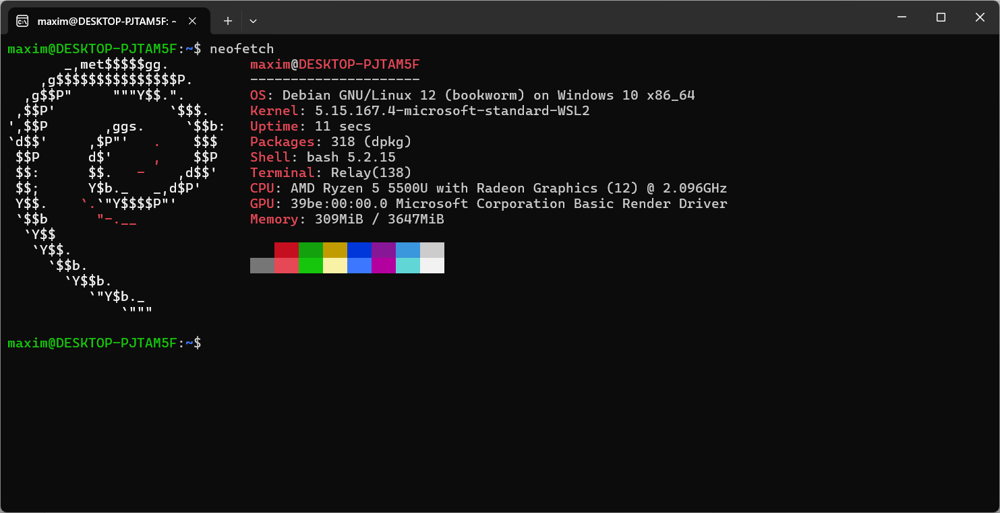 maxim@DESKTOP-PJTAM5F: ~
maxim@DESKTOP-PJTAM5F:~$ neofetch
       _,met$$$$$gg.          maxim@DESKTOP-PJTAM5F
    ,g$$$$$$$$$$$$$$$P.       ---------------------
  ,g$$P"     """Y$$.".        OS: Debian GNU/Linux 12 (bookworm) on Windows 10 x86_64
 ,$$P'              `$$$.     Kernel: 5.15.167.4-microsoft-standard-WSL2
',$$P       ,ggs.     `$$b:   Uptime: 11 secs
`d$$'     ,$P"'   .    $$$    Packages: 318 (dpkg)
 $$P      d$'     ,    $$P    Shell: bash 5.2.15
 $$:      $$.   -    ,d$$'    Terminal: Relay(138)
 $$;      Y$b._   _,d$P'      CPU: AMD Ryzen 5 5500U with Radeon Graphics (12) @ 2.096GHz
 Y$$.    `.`"Y$$$$P"'         GPU: 39be:00:00.0 Microsoft Corporation Basic Render Driver
 `$$b      "-.__              Memory: 309MiB / 3647MiB
  `Y$$
   `Y$$.
     `$$b.
       `Y$$b.
          `"Y$b._
              `"""
maxim@DESKTOP-PJTAM5F:~$